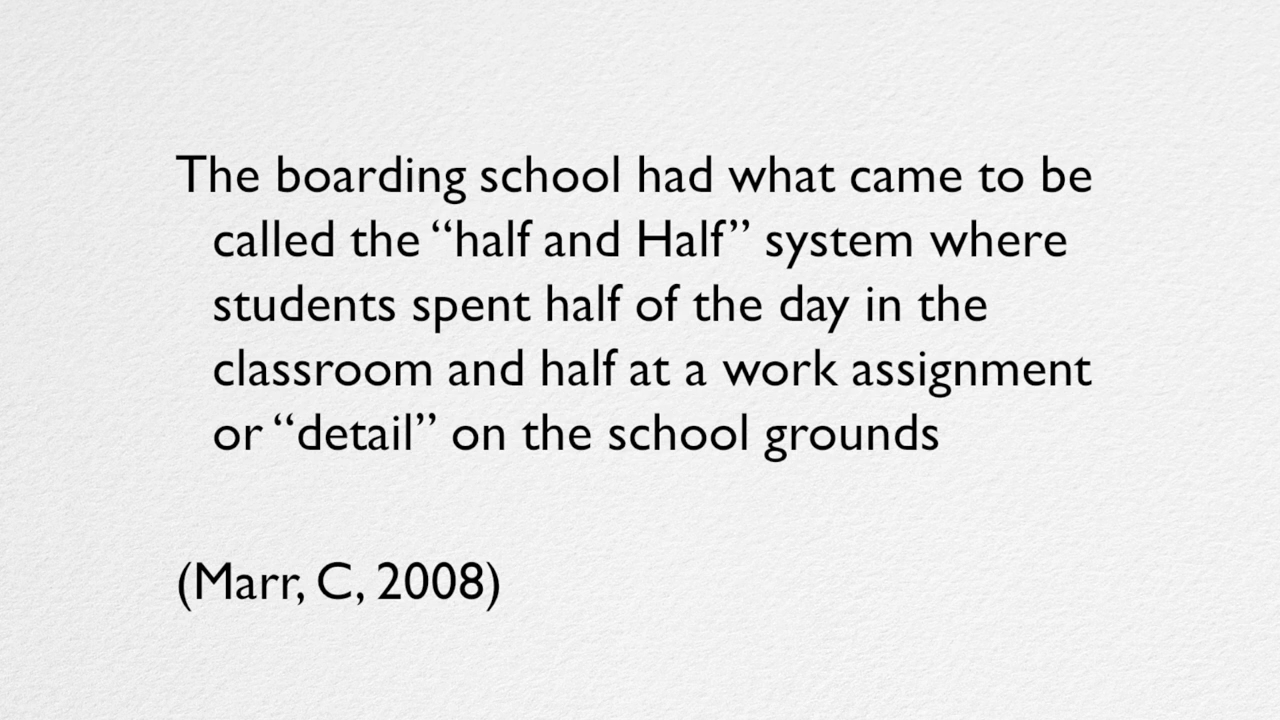 The boarding school had what came to be
called the “half and Half” system where
students spent half of the day in the
classroom and half at a work assignment
or “detail” on the school grounds
(Marr, C, 2008)